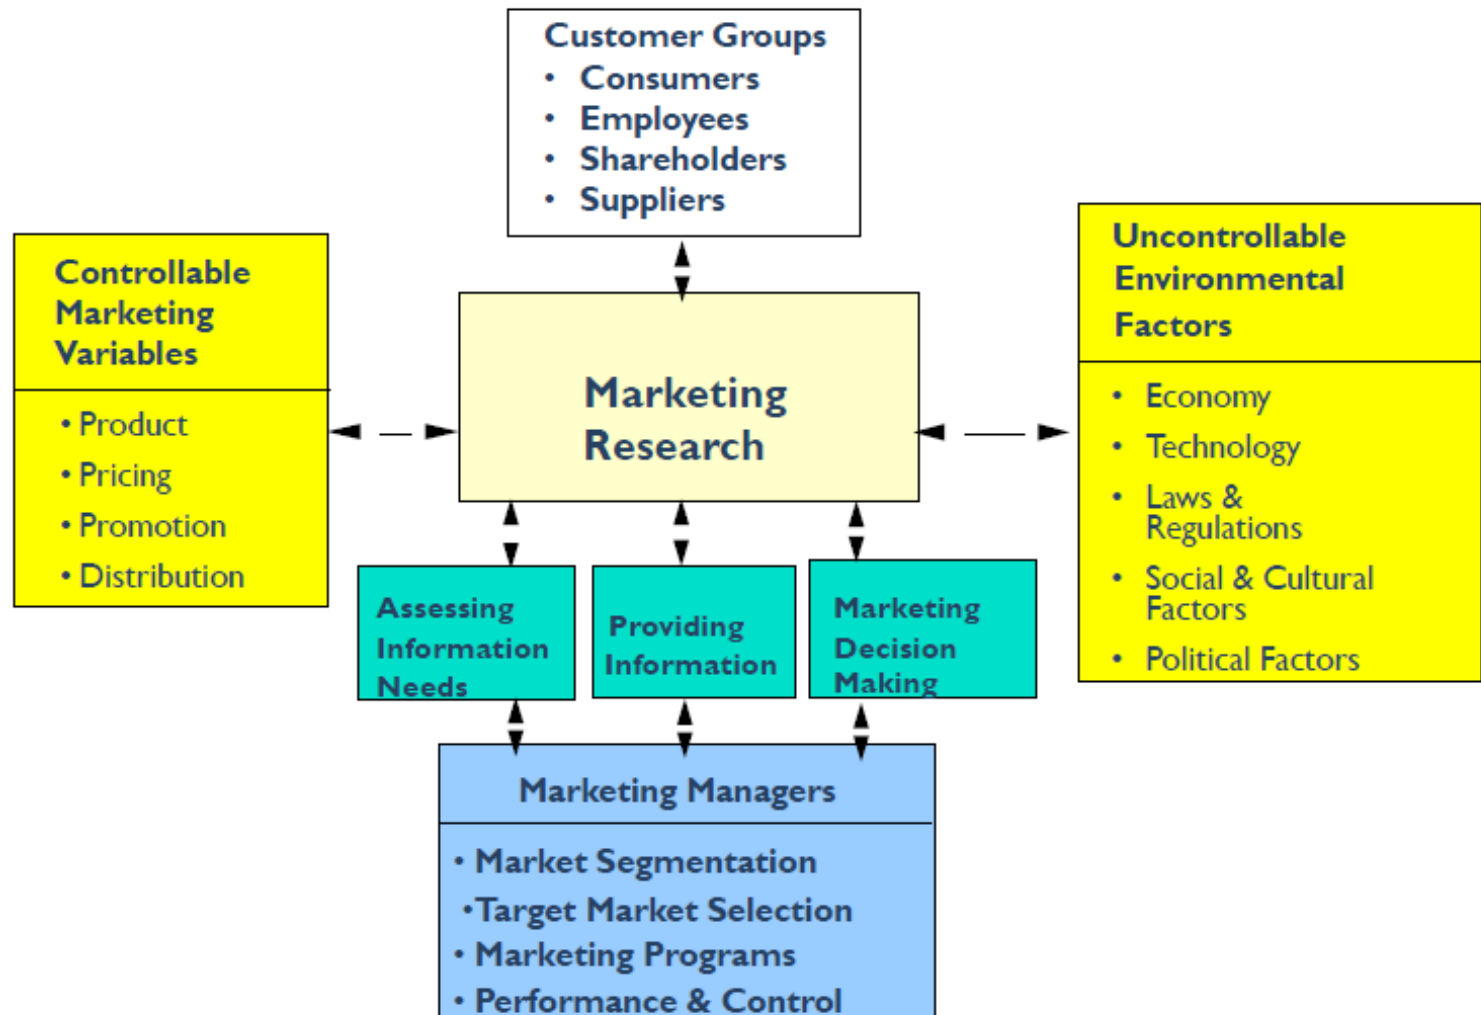 Customer Groups
• Consumers
• Employees
• Shareholders
• Suppliers
Controllable
Marketing
Variables
• Product
• Pricing
• Promotion
• Distribution
Marketing
Research
Uncontrollable
Environmental
Factors
• Economy
• Technology
• Laws &
Regulations
• Social & Cultural
Factors
• Political Factors
Assessing
Information
Needs
Providing
Information
Marketing
Decision
Making
Marketing Managers
• Market Segmentation
•Target Market Selection
• Marketing Programs
• Performance & Control